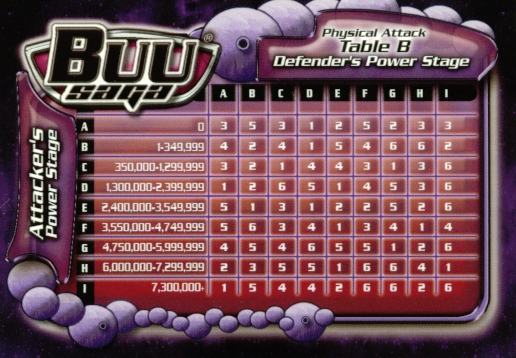 Buu®
saga
Physical Attack
Table B
Defender's Power Stage
Attacker's
Power Stage
A B C D E F G H I
A 0 3 5 3 1 2 5 2 3 3
B 1-349,999 4 2 4 1 5 4 6 6 2
C 350,000-1,299,999 3 2 1 4 4 3 1 3 6
D 1,300,000-2,399,999 1 2 6 5 1 4 5 3 6
E 2,400,000-3,549,999 5 1 3 1 2 2 5 2 6
F 3,550,000-4,749,999 5 6 3 4 1 3 4 1 4
G 4,750,000-5,999,999 4 5 4 6 5 5 1 2 6
H 6,000,000-7,299,999 2 3 5 5 1 6 6 4 1
I 7,300,000+ 1 5 4 4 2 6 6 2 6